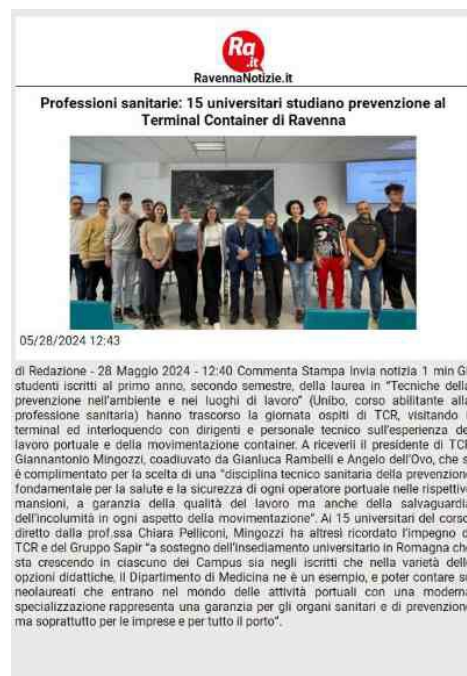 Ra
.it
RavennaNotizie.it
Professioni sanitarie: 15 universitari studiano prevenzione al
Terminal Container di Ravenna
05/28/2024 12:43
di Redazione - 28 Maggio 2024 - 12:40 Commenta Stampa Invia notizia 1 min Gl
studenti iscritti al primo anno, secondo semestre, della laurea in "Tecniche della
prevenzione nell'ambiente e nei luoghi di lavoro" (Unibo, corso abilitante alla
professione sanitaria) hanno trascorso la giornata ospiti di TCR, visitando i
terminal ed interloquendo con dirigenti e personale tecnico sull'esperienza de
lavoro portuale e della movimentazione container. A riceverli il presidente di TCR
Giannantonio Mingozzi, coadiuvato da Gianluca Rambelli e Angelo dell'Ovo, che s
è complimentato per la scelta di una "disciplina tecnico sanitaria della prevenzione
fondamentale per la salute e la sicurezza di ogni operatore portuale nelle rispettive
mansioni, a garanzia della qualità del lavoro ma anche della salvaguardia
dell'incolumità in ogni aspetto della movimentazione". Ai 15 universitari del corso
diretto dalla prof.ssa Chiara Pelliconi, Mingozzi ha altresì ricordato l'impegno d
TCR e del Gruppo Sapir "a sostegno dell'insediamento universitario in Romagna che
sta crescendo in ciascuno dei Campus sia negli iscritti che nella varietà delle
opzioni didattiche, il Dipartimento di Medicina ne è un esempio, e poter contare su
neolaureati che entrano nel mondo delle attività portuali con una moderna
specializzazione rappresenta una garanzia per gli organi sanitari e di prevenzione
ma soprattutto per le imprese e per tutto il porto".